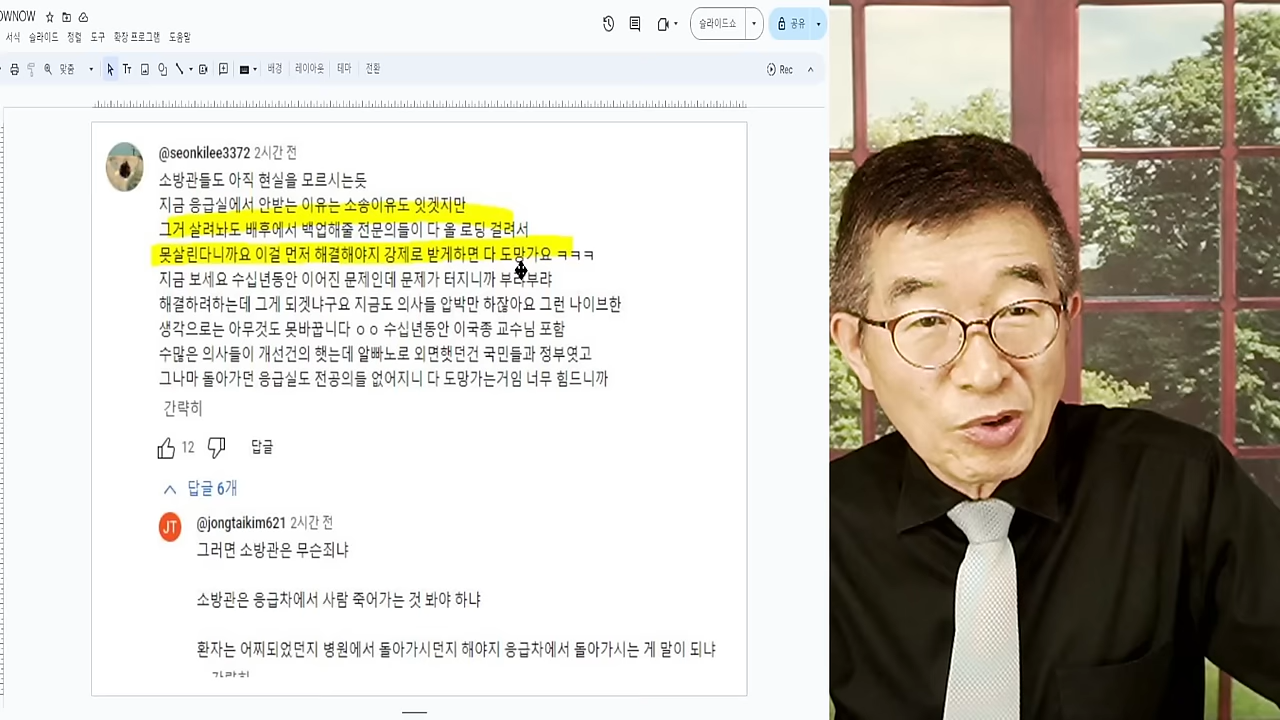 OWNOW
서식 슬라이드 정렬 도구 확장 프로그램 도움말
슬라이드쇼
공유
맞춤
배경 레이아웃 테마 전환
Rec
@seonkilee3372 2시간 전
소방관들도 아직 현실을 모르시는듯
지금 응급실에서 안받는 이유는 소송이유도 잇겟지만
그거 살려놔도 배후에서 백업해줄 전문의들이 다 올 로딩 걸려서
못살린다니까요 이걸 먼저 해결해야지 강제로 받게하면 다 도망가요 ㅋㅋㅋ
지금 보세요 수십년동안 이어진 문제인데 문제가 터지니까 부랴부랴
해결하려하는데 그게 되겟냐구요 지금도 의사들 압박만 하잖아요 그런 나이브한
생각으로는 아무것도 못바꿉니다 ㅇㅇ 수십년동안 이국종 교수님 포함
수많은 의사들이 개선건의 햇는데 알빠노로 외면했던건 국민들과 정부엿고
그나마 돌아가던 응급실도 전공의들 없어지니 다 도망가는거임 너무 힘드니까
간략히
12 답글
답글 6개
JT
@jongtaikim621 2시간 전
그러면 소방관은 무슨죄냐
소방관은 응급차에서 사람 죽어가는 것 봐야 하냐
환자는 어찌되었던지 병원에서 돌아가시던지 해야지 응급차에서 돌아가시는 게 말이 되냐